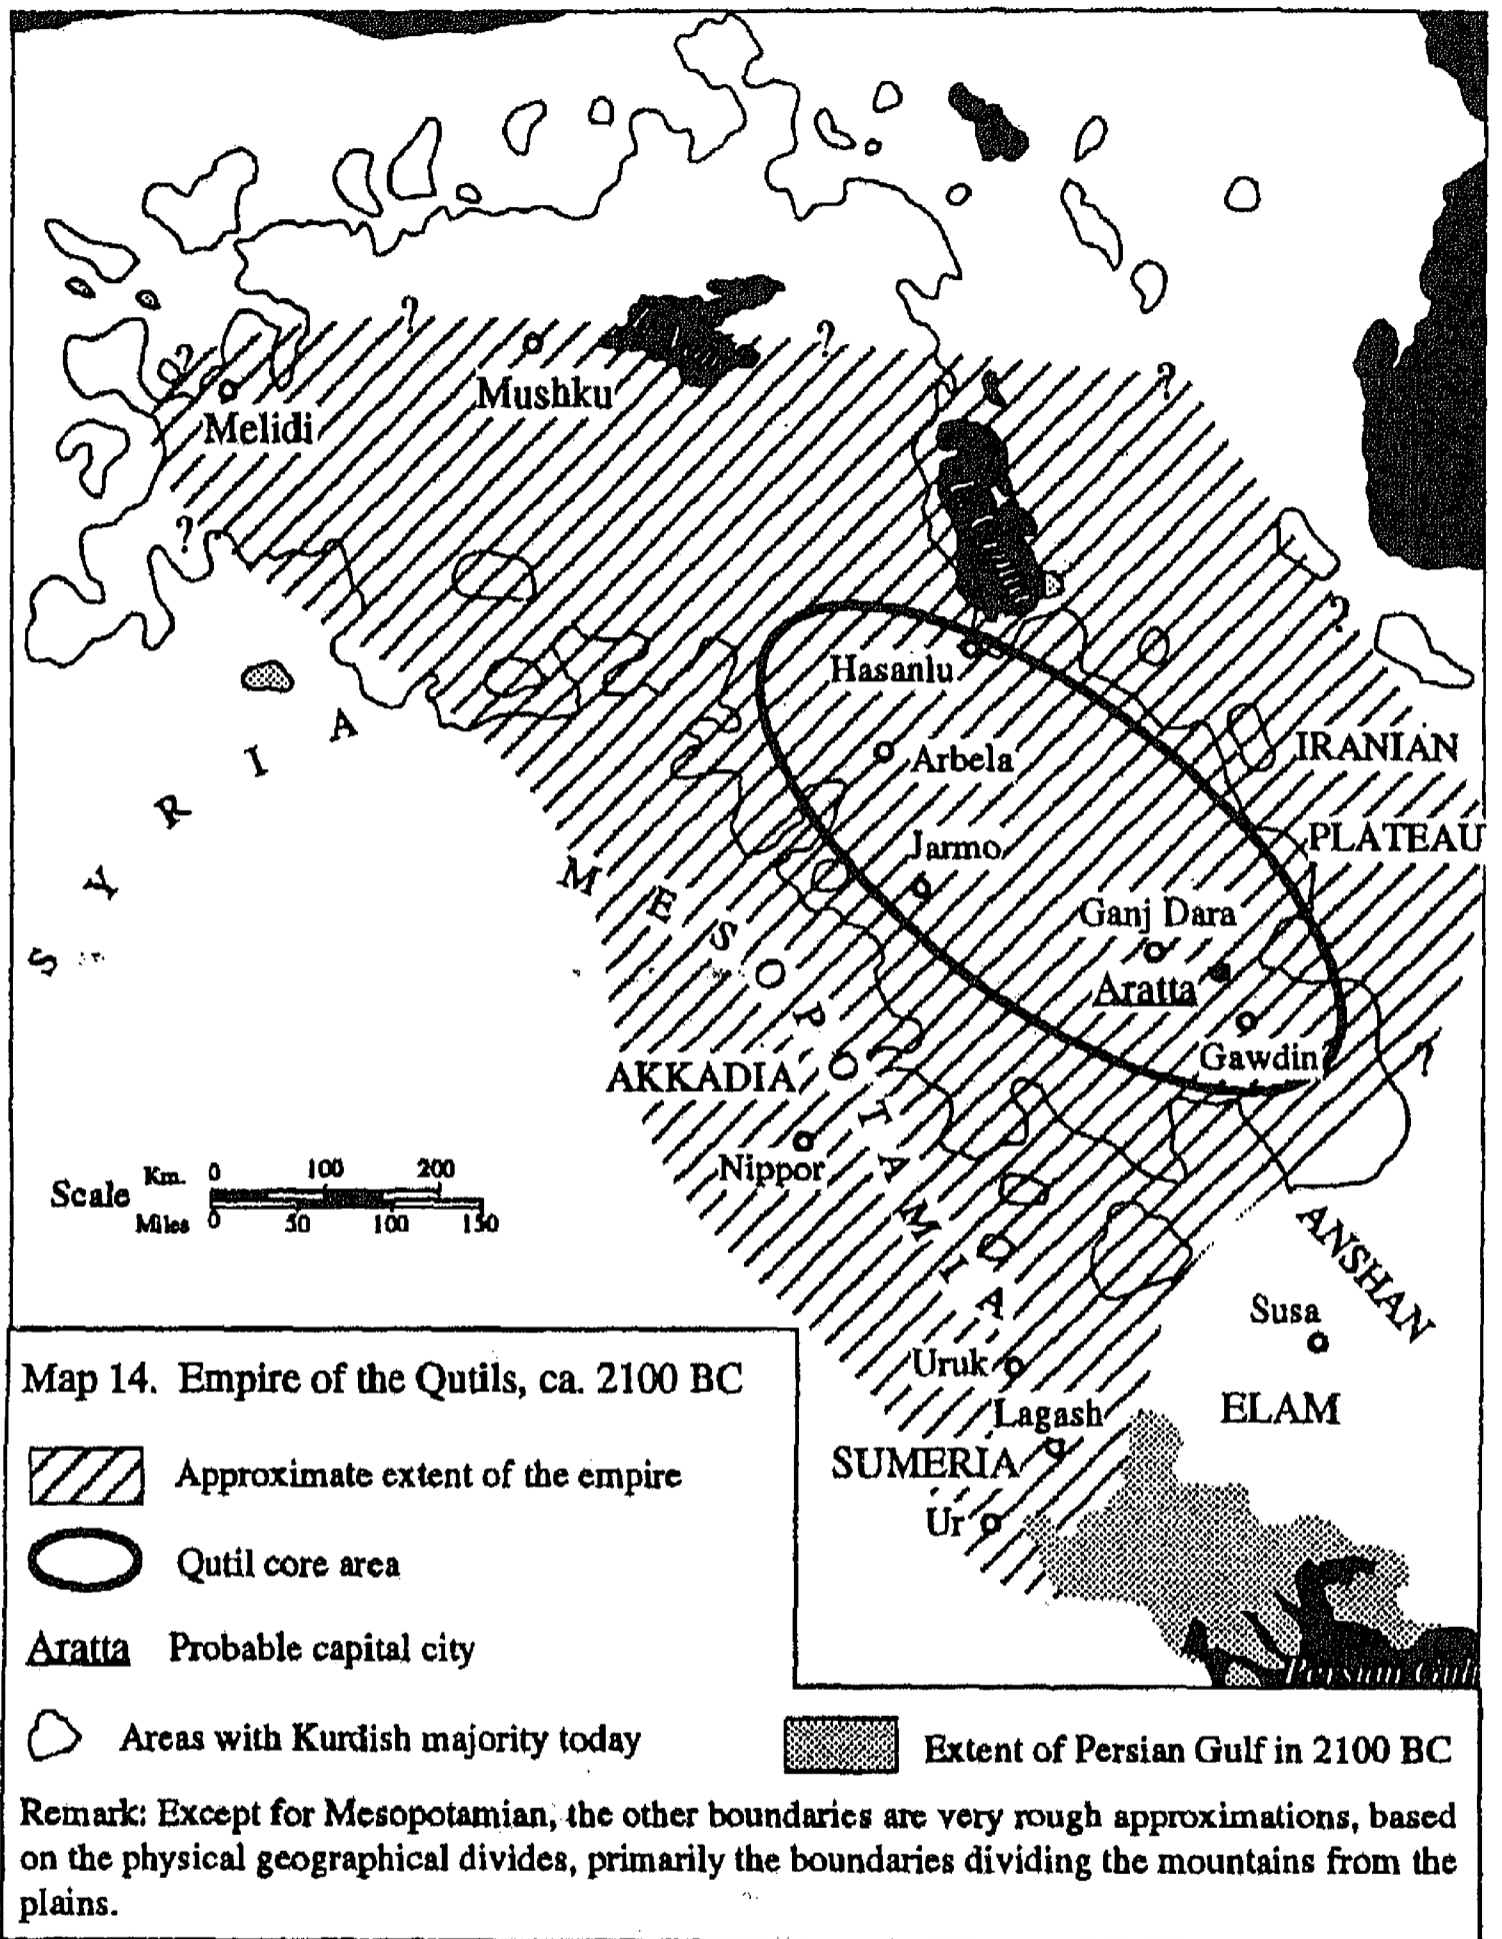 ?
?
?
Mushku
Melidi
?
?
Hasanlu
SYRIA
IRANIAN
Arbela
PLATEAU
Jarmo
MESOPOTAMIA
Ganj Dara
Aratta
Gawdin
?
AKKADIA
Nippor
Scale
Km. 0 100 200
Miles 0 50 100 150
ANSHAN
Susa
Uruk
ELAM
Lagash
SUMERIA
Ur
Persian Gulf
Map 14. Empire of the Qutils, ca. 2100 BC
Approximate extent of the empire
Qutil core area
Aratta Probable capital city
Areas with Kurdish majority today
Extent of Persian Gulf in 2100 BC
Remark: Except for Mesopotamian, the other boundaries are very rough approximations, based
on the physical geographical divides, primarily the boundaries dividing the mountains from the
plains.